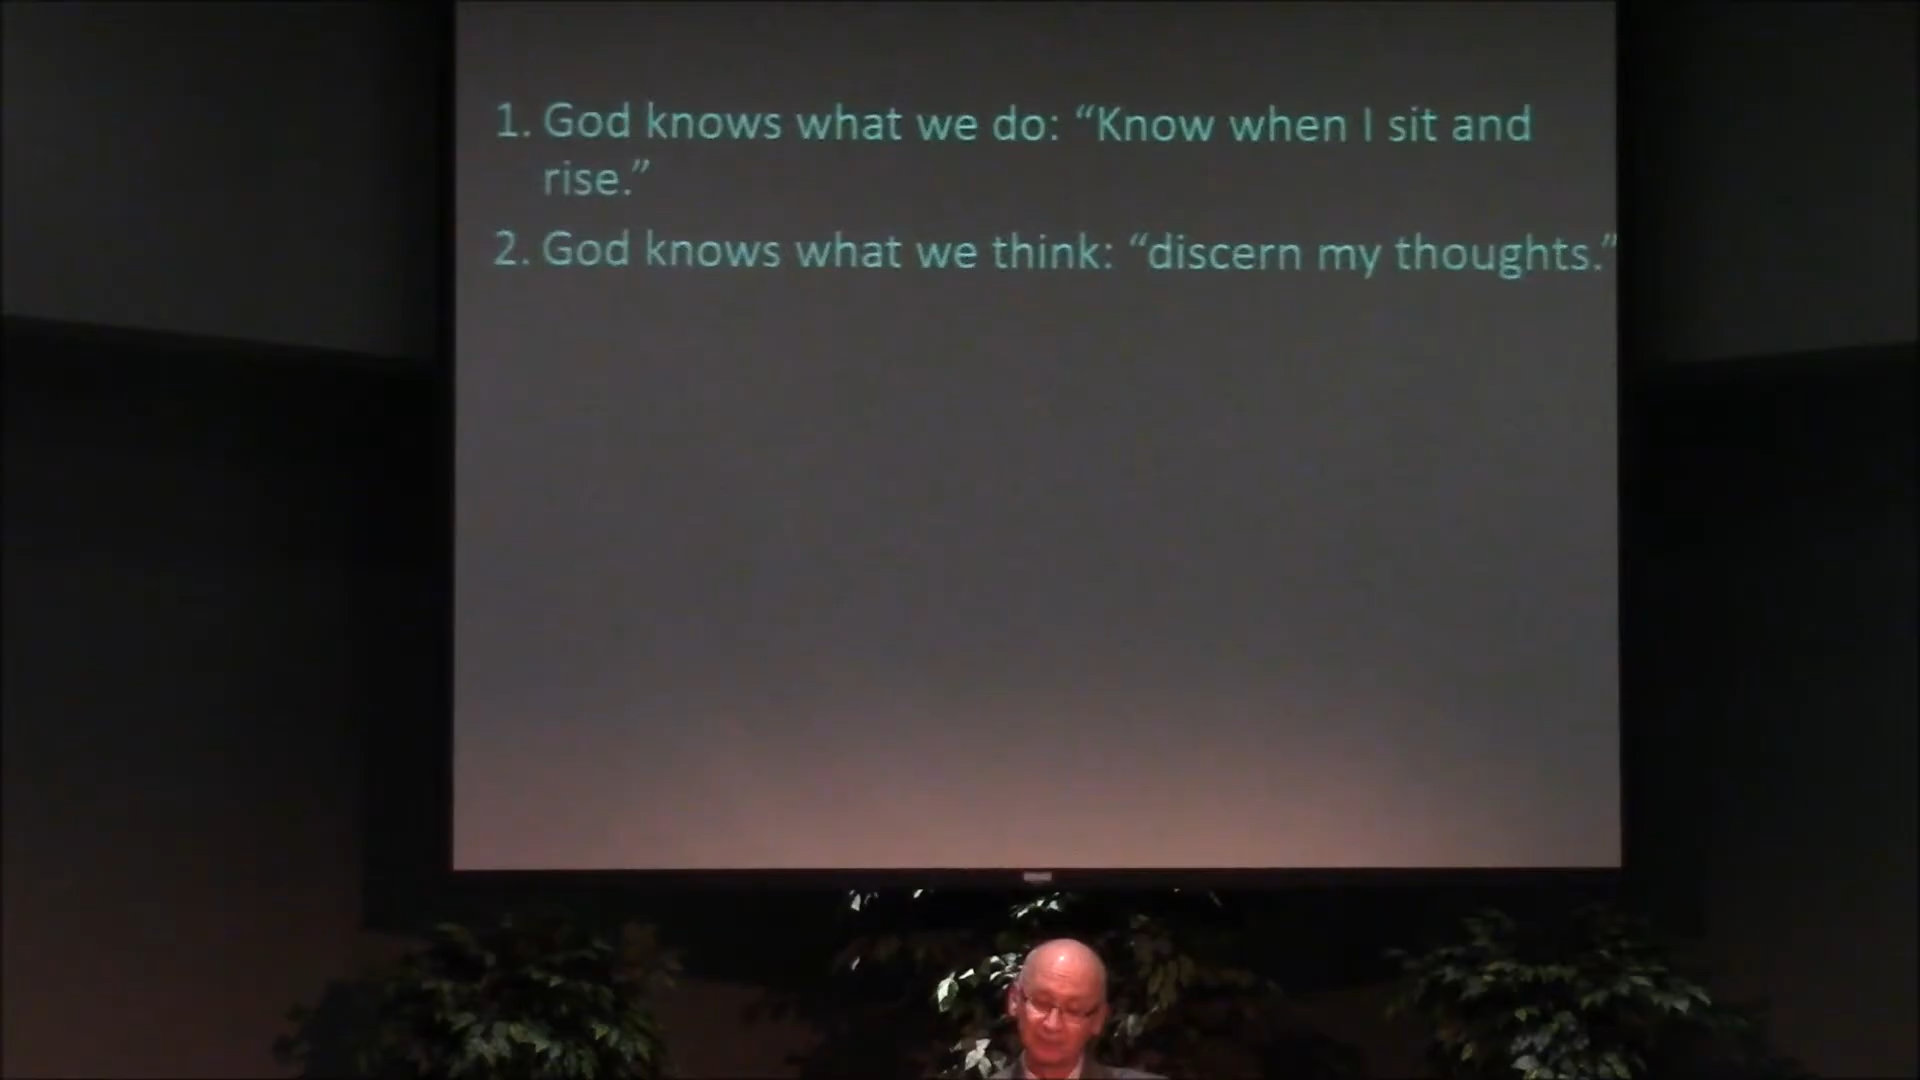 1. God knows what we do: “Know when I sit and
rise.”
2. God knows what we think: “discern my thoughts.”